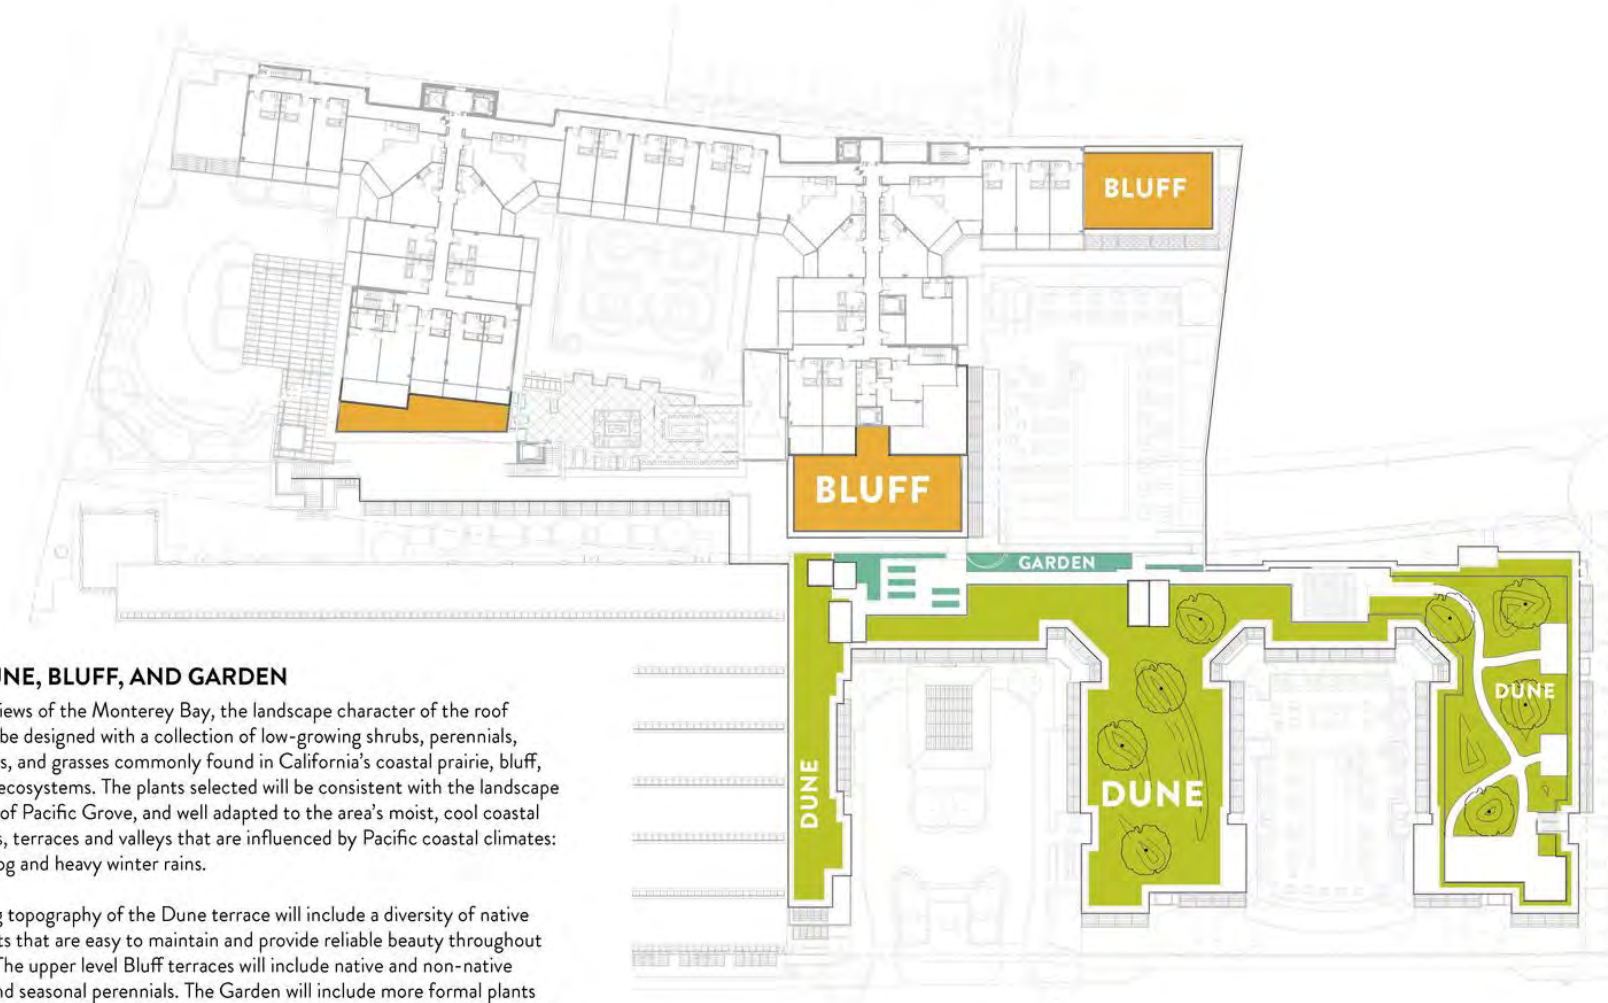 BLUFF
BLUFF
GARDEN
DUNE
DUNE
DUNE
BLUFF, AND GARDEN
of the Monterey Bay, the landscape character of the roof
be designed with a collection of low-growing shrubs, perennials,
and grasses commonly found in California's coastal prairie, bluff,
ecosystems. The plants selected will be consistent with the landscape
of Pacific Grove, and well adapted to the area's moist, cool coastal
terraces and valleys that are influenced by Pacific coastal climates:
and heavy winter rains.
topography of the Dune terrace will include a diversity of native
that are easy to maintain and provide reliable beauty throughout
The upper level Bluff terraces will include native and non-native
seasonal perennials. The Garden will include more formal plants